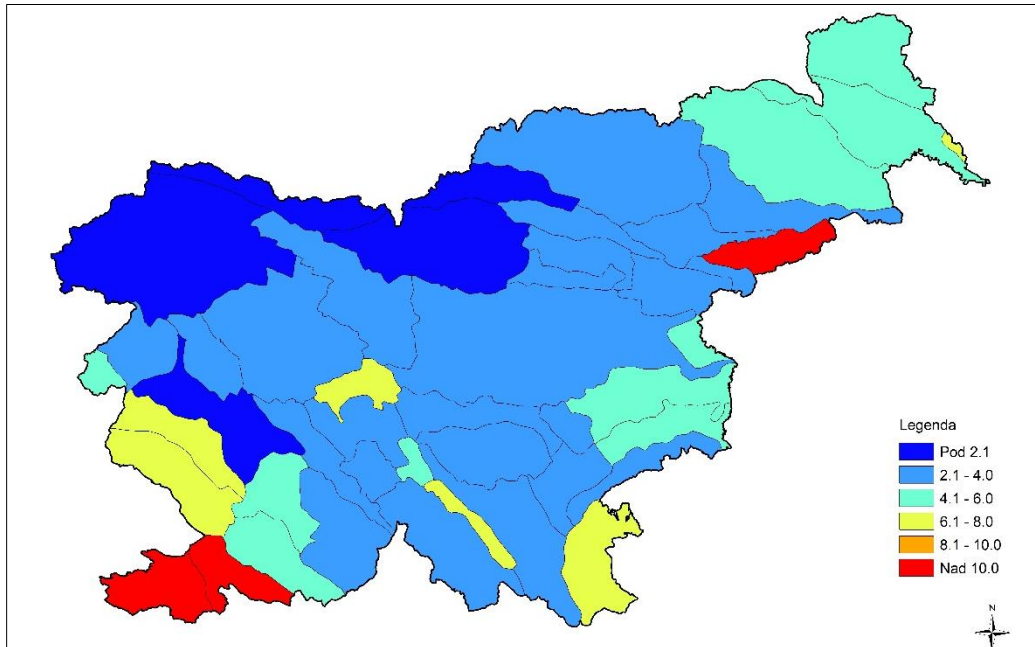 N
Legenda
Pod 2.1
2.1 - 4.0
4.1 - 6.0
6.1 - 8.0
8.1 - 10.0
Nad 10.0